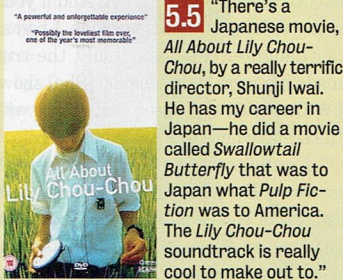 "A powerful and unforgettable experience"
"Possibly the loveliest film ever,
one of the year's most memorable"
All About
Lily Chou-Chou
15
DVD
5.5 "There's a
Japanese movie,
All About Lily Chou-
Chou, by a really terrific
director, Shunji Iwai.
He has my career in
Japan—he did a movie
called Swallowtail
Butterfly that was to
Japan what Pulp Fic-
tion was to America.
The Lily Chou-Chou
soundtrack is really
cool to make out to."